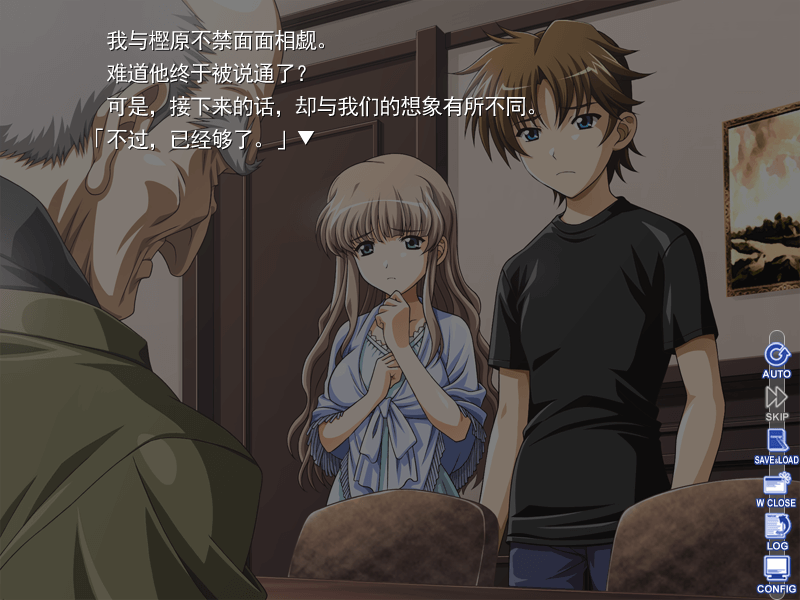 我与樫原不禁面面相觑。
难道他终于被说通了？
可是，接下来的话，却与我们的想象有所不同。
「不过，已经够了。」▼
AUTO
SKIP
SAVE&LOAD
W CLOSE
LOG
CONFIG